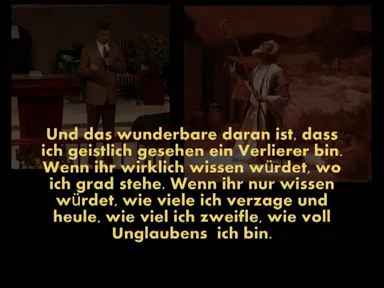 Und das wunderbare daran ist, dass
ich geistlich gesehen ein Verlierer bin.
Wenn ihr wirklich wissen würdet, wo
ich grad stehe. Wenn ihr nur wissen
würdet, wie viele ich verzage und
heule, wie viel ich zweifle, wie voll
Unglaubens ich bin.